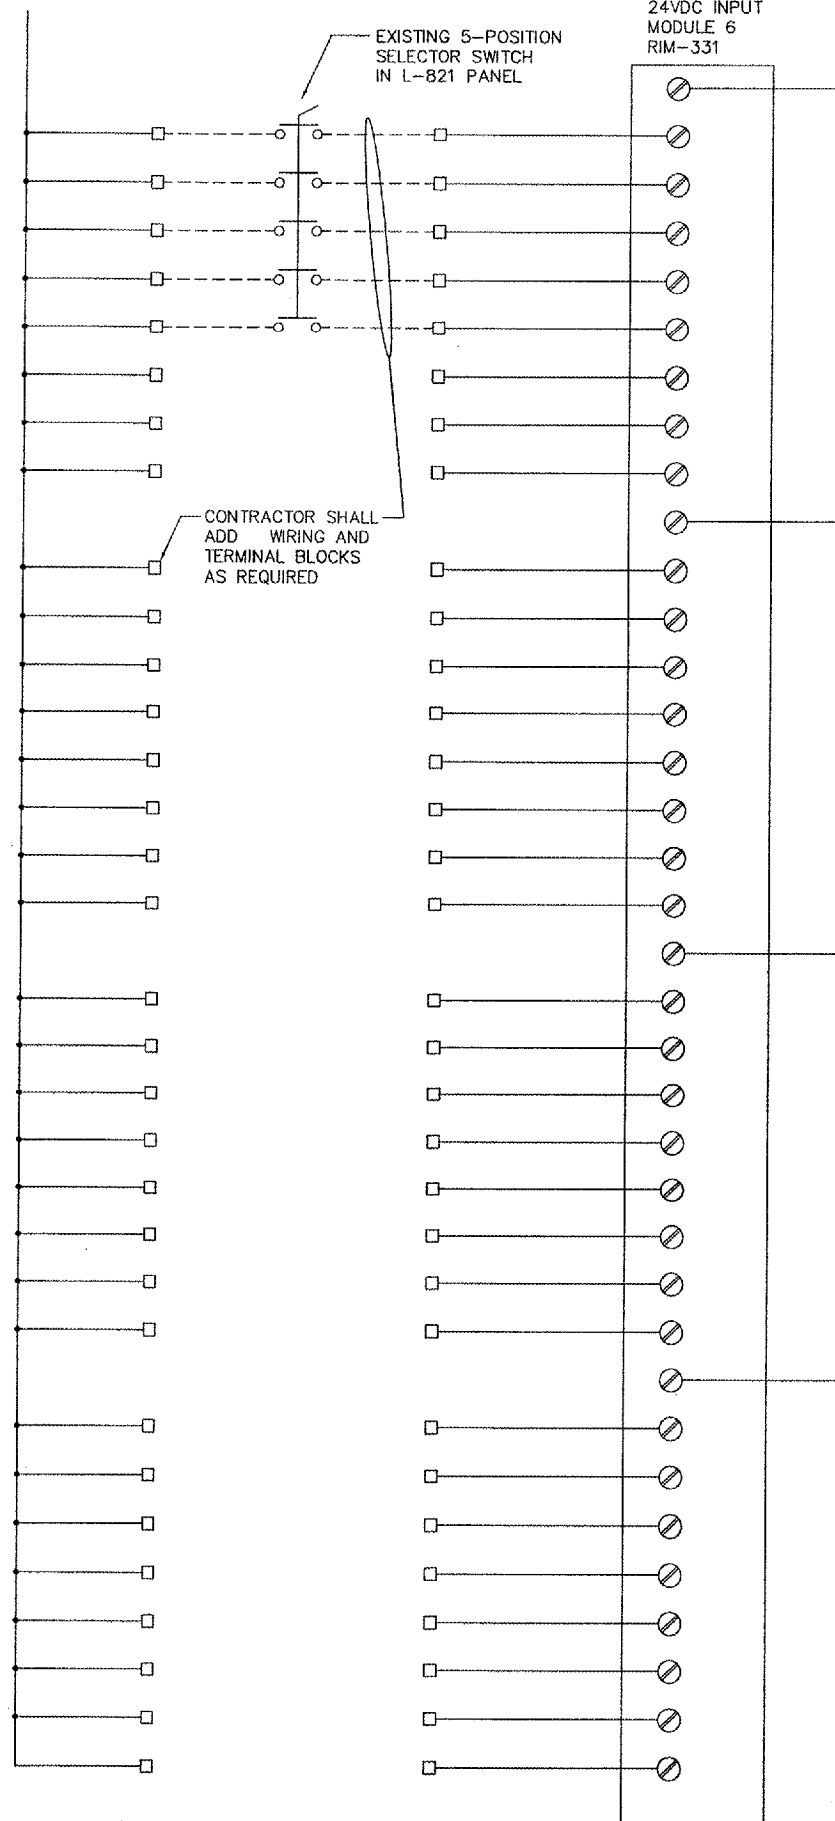 24VDC INPUT
MODULE 6
RIM-331
EXISTING 5-POSITION
SELECTOR SWITCH
IN L-821 PANEL
CONTRACTOR SHALL
ADD WIRING AND
TERMINAL BLOCKS
AS REQUIRED